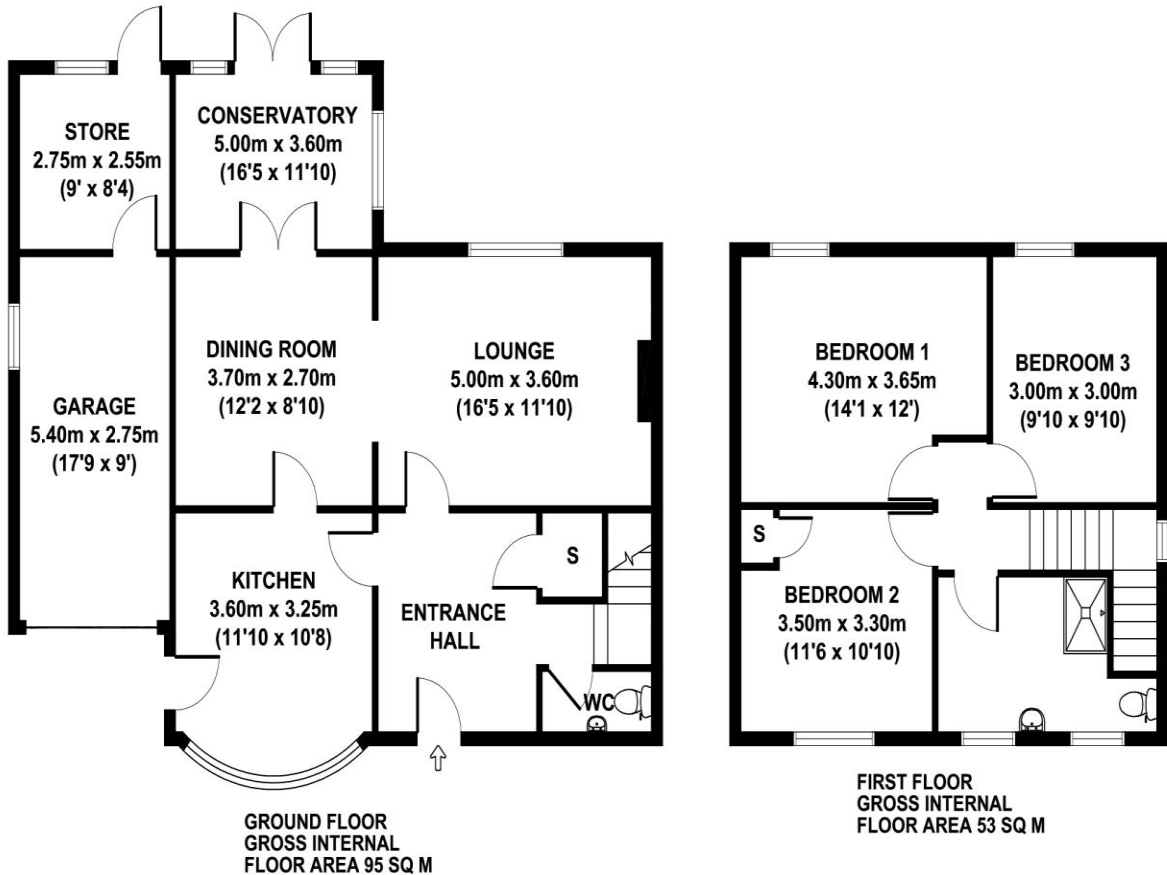 STORE
2.75m x 2.55m
(9' x 8'4)
CONSERVATORY
5.00m x 3.60m
(16'5 x 11'10)
DINING ROOM
3.70m x 2.70m
(12'2 x 8'10)
LOUNGE
5.00m x 3.60m
(16'5 x 11'10)
GARAGE
5.40m x 2.75m
(17'9 x 9')
KITCHEN
3.60m x 3.25m
(11'10 x 10'8)
ENTRANCE
HALL
S
WC
GROUND FLOOR
GROSS INTERNAL
FLOOR AREA 95 SQ M
BEDROOM 1
4.30m x 3.65m
(14'1 x 12')
BEDROOM 3
3.00m x 3.00m
(9'10 x 9'10)
S
BEDROOM 2
3.50m x 3.30m
(11'6 x 10'10)
FIRST FLOOR
GROSS INTERNAL
FLOOR AREA 53 SQ M